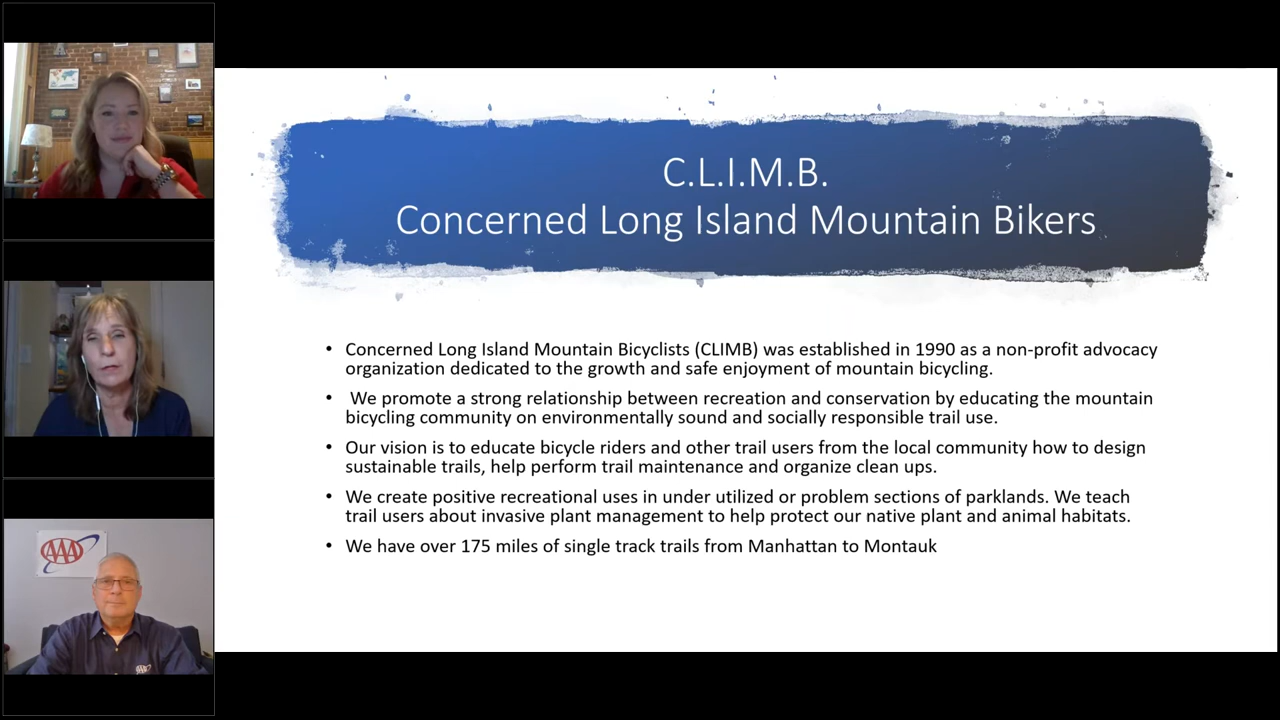 C.L.I.M.B.
Concerned Long Island Mountain Bikers
• Concerned Long Island Mountain Bicyclists (CLIMB) was established in 1990 as a non-profit advocacy
organization dedicated to the growth and safe enjoyment of mountain bicycling.
• We promote a strong relationship between recreation and conservation by educating the mountain
bicycling community on environmentally sound and socially responsible trail use.
• Our vision is to educate bicycle riders and other trail users from the local community how to design
sustainable trails, help perform trail maintenance and organize clean ups.
• We create positive recreational uses in under utilized or problem sections of parklands. We teach
trail users about invasive plant management to help protect our native plant and animal habitats.
• We have over 175 miles of single track trails from Manhattan to Montauk
AAA